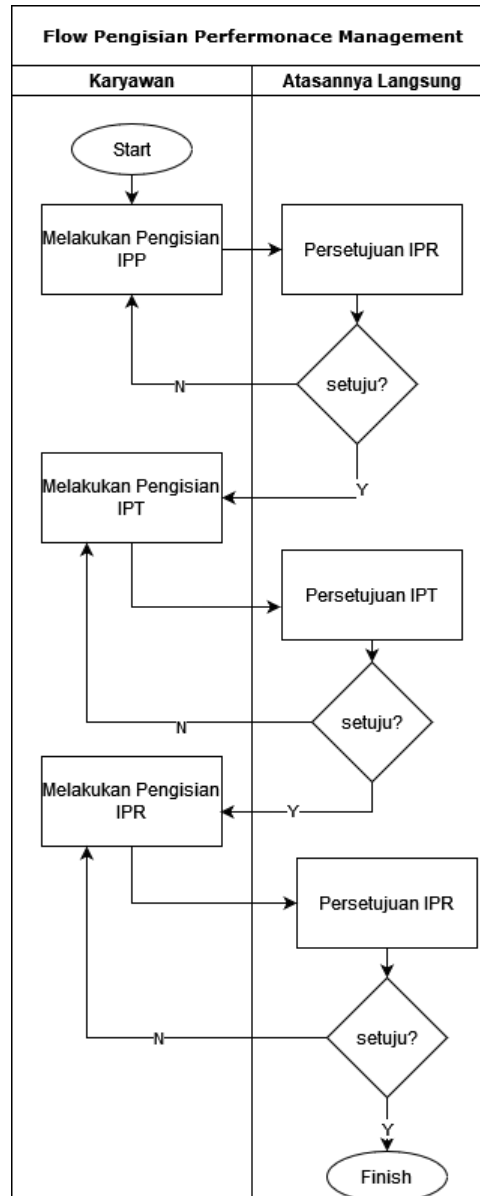 Flow Pengisian Perfermonace Management
Karyawan
Atasannya Langsung
Start
Melakukan Pengisian
IPP
Persetujuan IPR
setuju?
N
Y
Melakukan Pengisian
IPT
Persetujuan IPT
setuju?
N
Y
Melakukan Pengisian
IPR
Persetujuan IPR
setuju?
N
Y
Finish